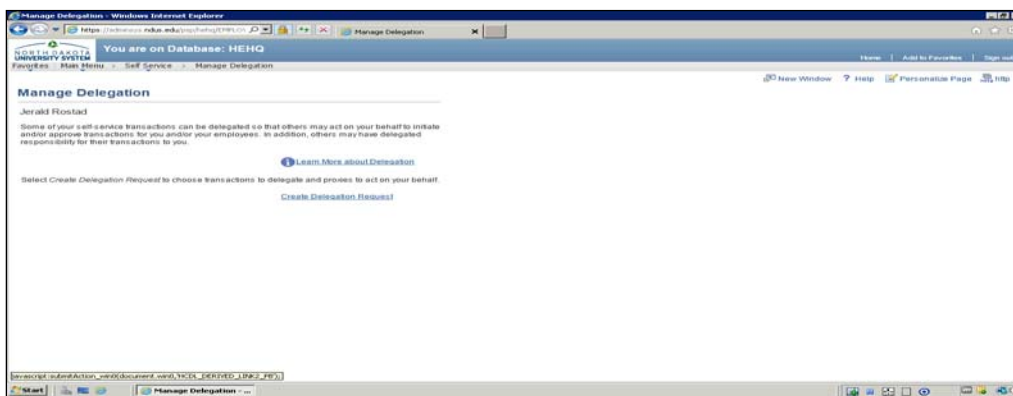 Manage Delegation - Windows Internet Explorer
Manage Delegation
NORTH DAKOTA
UNIVERSITY SYSTEM
You are on Database: HEHQ
Home | Add to Favorites | Sign out
Favorites Main Menu > Self Service > Manage Delegation
New Window ? Help Personalize Page http
Manage Delegation
Jerald Rostad
Some of your self-service transactions can be delegated so that others may act on your behalf to initiate
and/or approve transactions for you and/or your employees. In addition, others may have delegated
responsibility for their transactions to you.
Learn More about Delegation
Select Create Delegation Request to choose transactions to delegate and proxies to act on your behalf.
Create Delegation Request
javascript:submitAction_win0(document.win0,'HCDL_DERIVED_LINK2_PB');
Start
Manage Delegation - ...